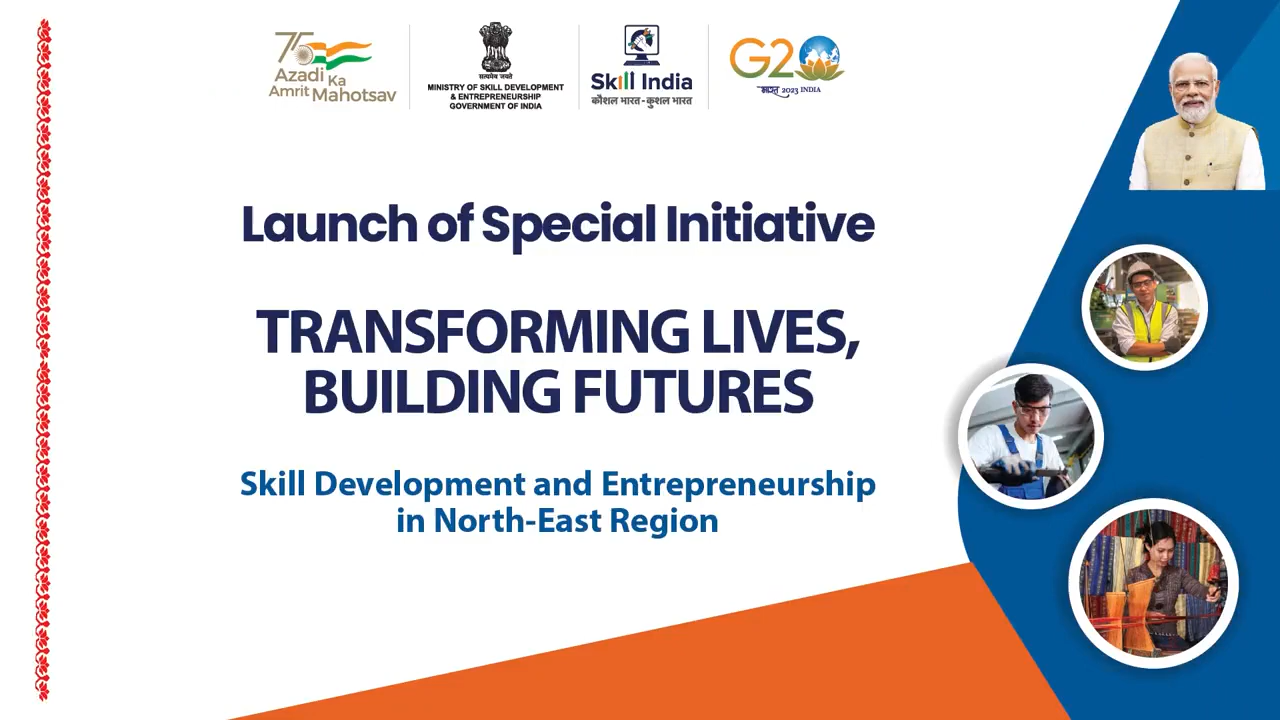 75
Azadi Ka
Amrit Mahotsav
सत्यमेव जयते
MINISTRY OF SKILL DEVELOPMENT
& ENTREPRENEURSHIP
GOVERNMENT OF INDIA
Skill India
कौशल भारत - कुशल भारत
G20
भारत 2023 INDIA
Launch of Special Initiative
TRANSFORMING LIVES,
BUILDING FUTURES
Skill Development and Entrepreneurship
in North-East Region